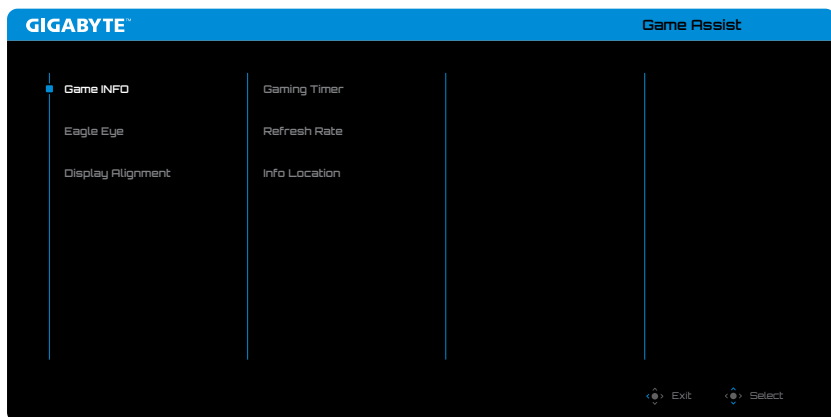 GIGABYTE™
Game Assist
Game INFO
Gaming Timer
Eagle Eye
Refresh Rate
Display Alignment
Info Location
Exit
Select